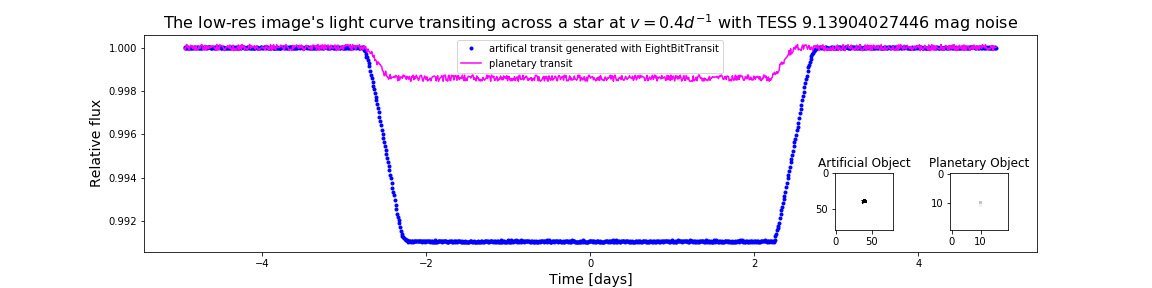 The low-res image's light curve transiting across a star at v = 0.4d⁻¹ with TESS 9.13904027446 mag noise
artifical transit generated with EightBitTransit
planetary transit
Relative flux
1.000
0.998
0.996
0.994
0.992
Artificial Object
0
50
0
50
Planetary Object
0
10
0
10
−4
−2
0
2
4
Time [days]